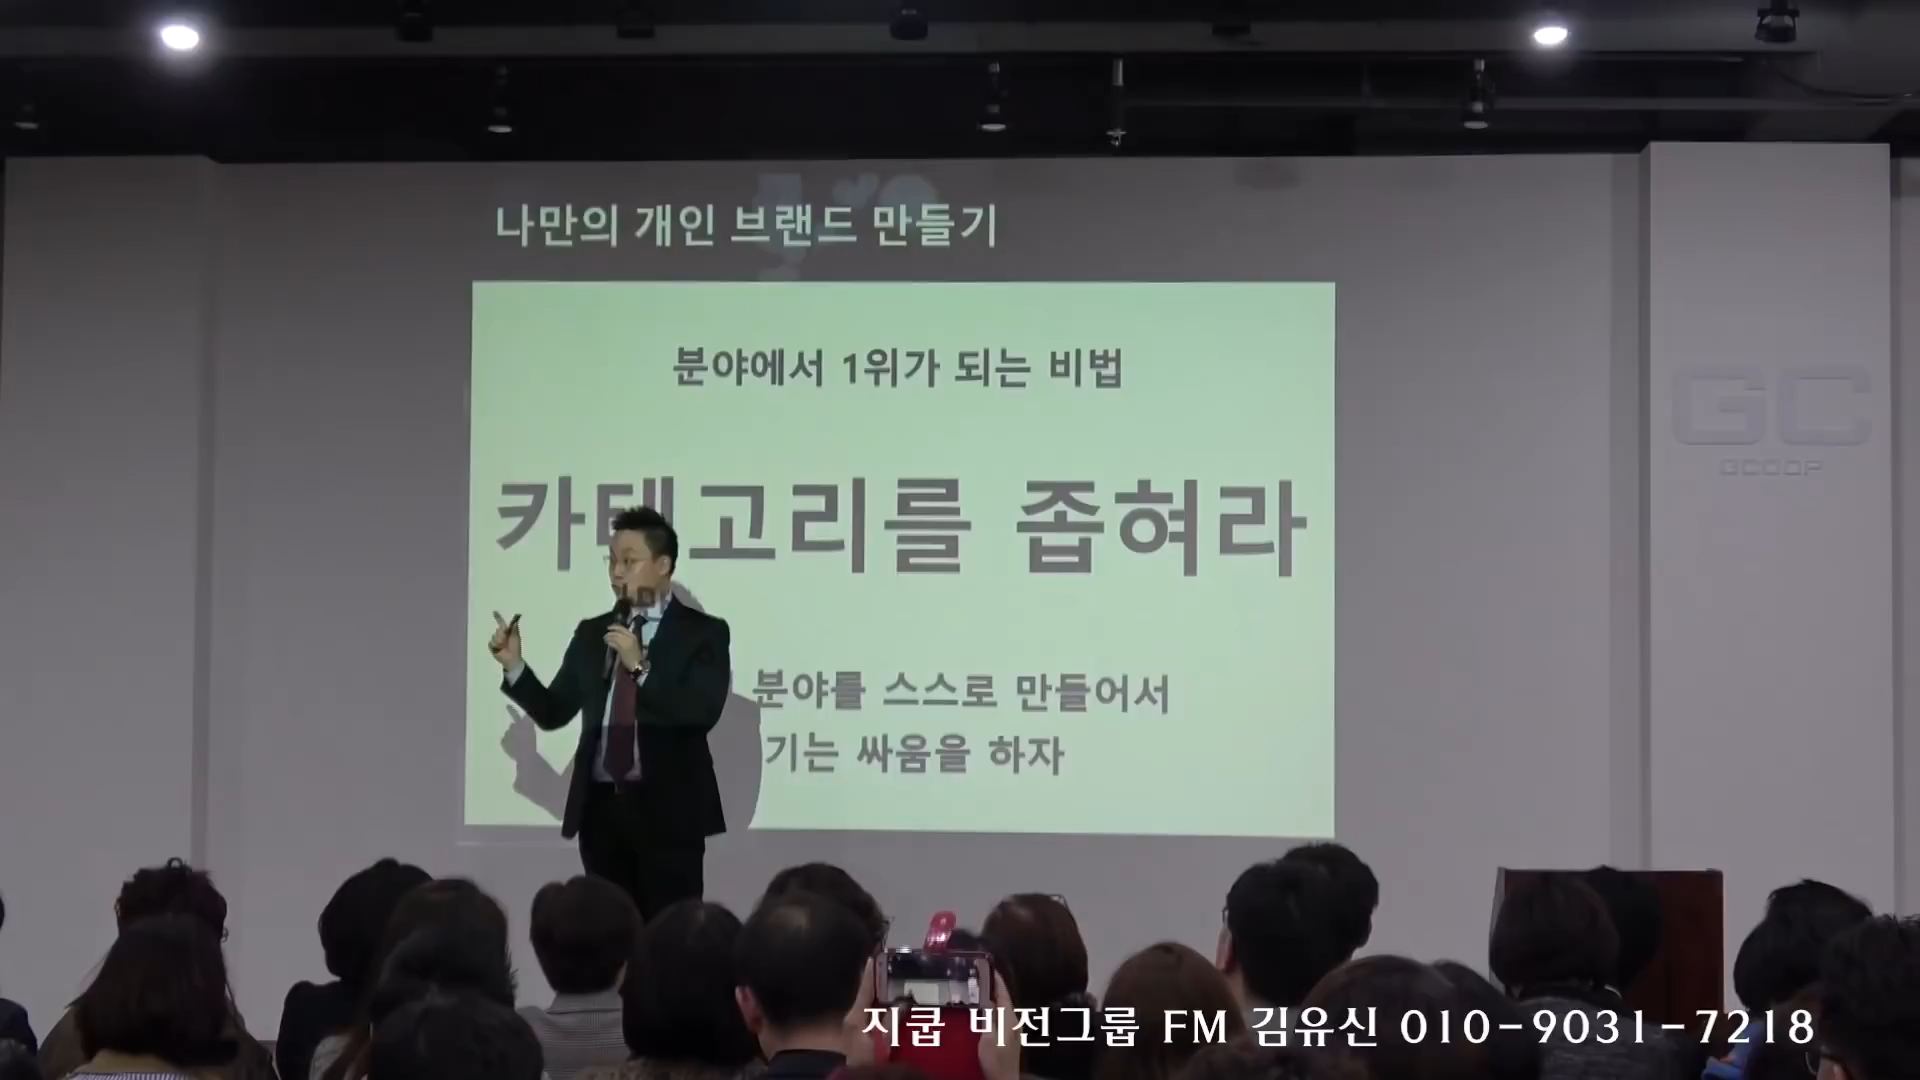 나만의 개인 브랜드 만들기
분야에서 1위가 되는 비법
카테고리를 좁혀라
분야를 스스로 만들어서
기는 싸움을 하자
GC
GCOOP
지쿱 비전그룹 FM 김유신 010-9031-7218